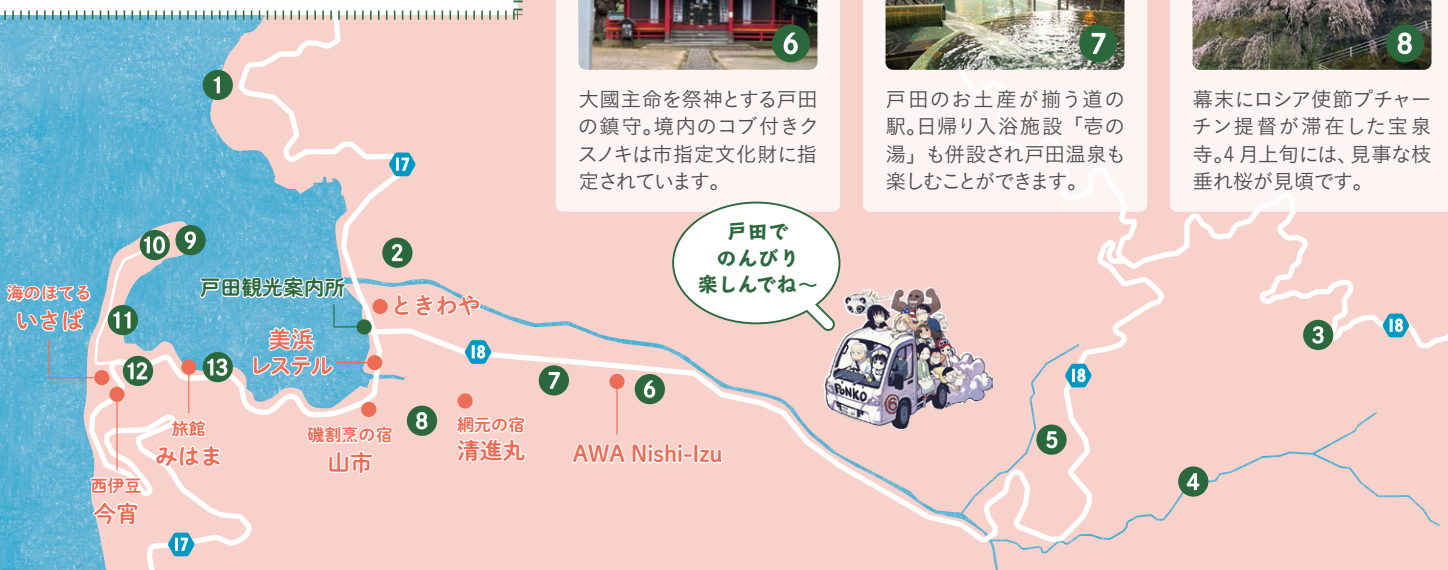 6
7
8
大國主命を祭神とする戸田
の鎮守。境内のコブ付きク
スノキは市指定文化財に指
定されています。
戸田のお土産が揃う道の
駅。日帰り入浴施設「壱の
湯」も併設され戸田温泉も
楽しむことができます。
幕末にロシア使節プチャー
チン提督が滞在した宝泉
寺。4月上旬には、見事な枝
垂れ桜が見頃です。
1
17
2
戸田で
のんびり
楽しんでね〜
10
9
戸田観光案内所
ときわや
海のほてる
いさば
11
美浜
レステル
18
12
13
7
6
8
旅館
みはま
磯割烹の宿
山市
網元の宿
清進丸
AWA Nishi-Izu
西伊豆
今宵
17
PONKO
6
3
18
18
5
4